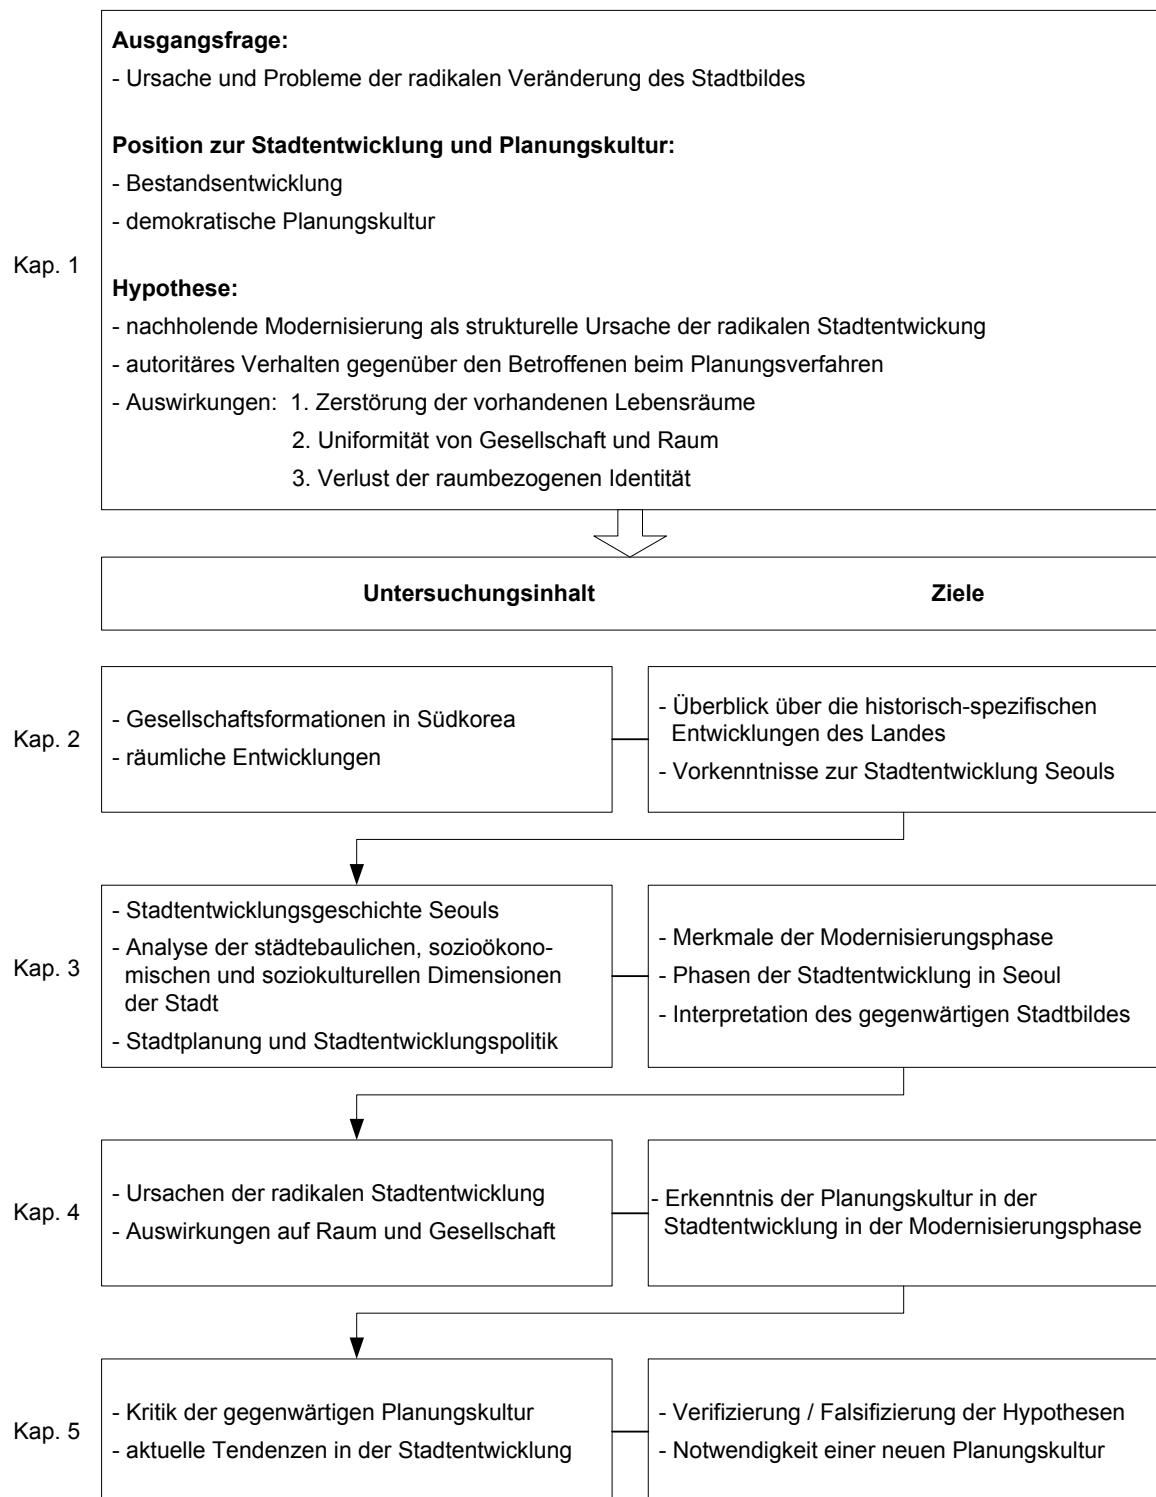 Ausgangsfrage:
- Ursache und Probleme der radikalen Veränderung des Stadtbildes
Position zur Stadtentwicklung und Planungskultur:
- Bestandsentwicklung
- demokratische Planungskultur
Kap. 1
Hypothese:
- nachholende Modernisierung als strukturelle Ursache der radikalen Stadtentwickung
- autoritäres Verhalten gegenüber den Betroffenen beim Planungsverfahren
- Auswirkungen: 1. Zerstörung der vorhandenen Lebensräume
2. Uniformität von Gesellschaft und Raum
3. Verlust der raumbezogenen Identität
Untersuchungsinhalt Ziele
Kap. 2
- Gesellschaftsformationen in Südkorea
- räumliche Entwicklungen
- Überblick über die historisch-spezifischen
Entwicklungen des Landes
- Vorkenntnisse zur Stadtentwicklung Seouls
Kap. 3
- Stadtentwicklungsgeschichte Seouls
- Analyse der städtebaulichen, sozioökono-
mischen und soziokulturellen Dimensionen
der Stadt
- Stadtplanung und Stadtentwicklungspolitik
- Merkmale der Modernisierungsphase
- Phasen der Stadtentwicklung in Seoul
- Interpretation des gegenwärtigen Stadtbildes
Kap. 4
- Ursachen der radikalen Stadtentwicklung
- Auswirkungen auf Raum und Gesellschaft
- Erkenntnis der Planungskultur in der
Stadtentwicklung in der Modernisierungsphase
Kap. 5
- Kritik der gegenwärtigen Planungskultur
- aktuelle Tendenzen in der Stadtentwicklung
- Verifizierung / Falsifizierung der Hypothesen
- Notwendigkeit einer neuen Planungskultur